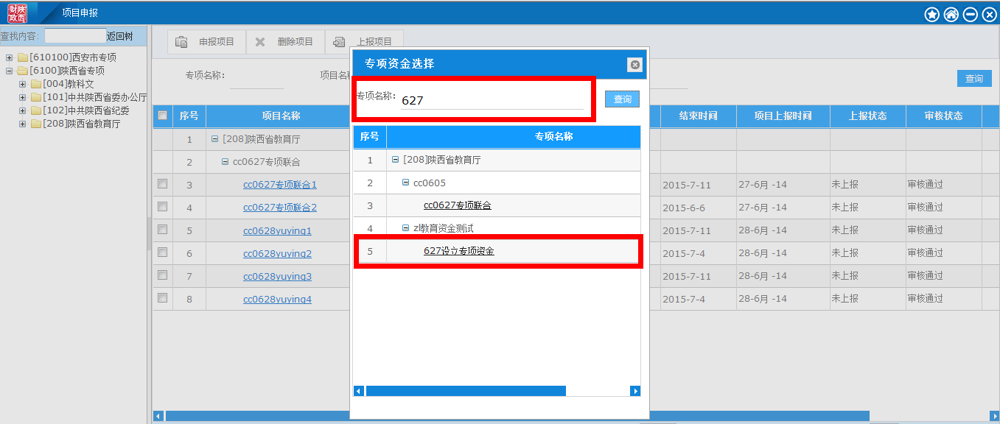 财陕政西
项目申报
查找内容:
返回树
[610100]西安市专项
[6100]陕西省专项
[004]教科文
[101]中共陕西省委办公厅
[102]中共陕西省纪委
[208]陕西省教育厅
申报项目
删除项目
上报项目
专项名称:
项目名称
查询
序号 项目名称 结束时间 项目上报时间 上报状态 审核状态
1 [208]陕西省教育厅
2 cc0627专项联合
3 cc0627专项联合1 2015-7-11 27-6月 -14 未上报 审核通过
4 cc0627专项联合2 2015-6-6 27-6月 -14 未上报 审核通过
5 cc0628yuying1 2015-7-11 28-6月 -14 未上报 审核通过
6 cc0628yuying2 2015-7-4 28-6月 -14 未上报 审核通过
7 cc0628yuying3 2015-7-11 28-6月 -14 未上报 审核通过
8 cc0628yuying4 2015-7-4 28-6月 -14 未上报 审核通过
专项资金选择
专项名称: 627
查询
序号 专项名称
1 [208]陕西省教育厅
2 cc0605
3 cc0627专项联合
4 zl教育资金测试
5 627设立专项资金